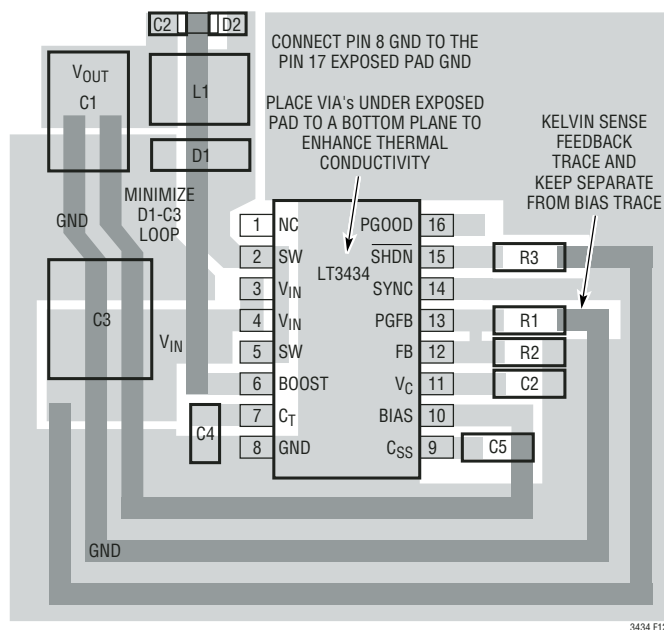 C2 D2
CONNECT PIN 8 GND TO THE
PIN 17 EXPOSED PAD GND
VOUT
C1
L1
PLACE VIA's UNDER EXPOSED
PAD TO A BOTTOM PLANE TO
ENHANCE THERMAL
CONDUCTIVITY
KELVIN SENSE
FEEDBACK
TRACE AND
KEEP SEPARATE
FROM BIAS TRACE
D1
MINIMIZE
D1-C3
LOOP
GND
LT3434
1 NC PGOOD 16
2 SW SHDN 15 R3
3 VIN SYNC 14
C3
VIN
4 VIN PGFB 13 R1
5 SW FB 12 R2
6 BOOST VC 11 C2
7 CT BIAS 10
C4
8 GND CSS 9 C5
GND
3434 F12